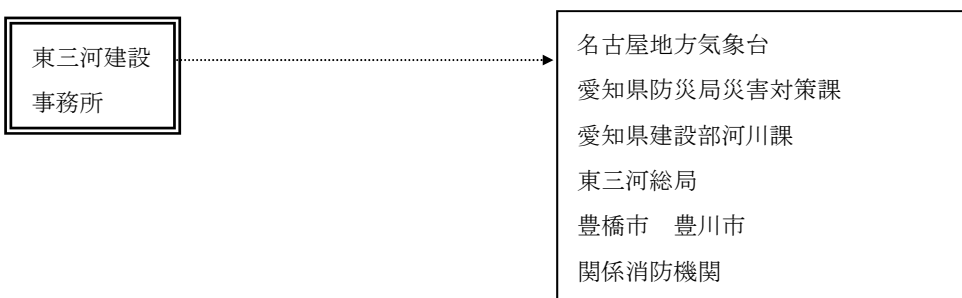 東三河建設
事務所
名古屋地方気象台
愛知県防災局災害対策課
愛知県建設部河川課
東三河総局
豊橋市　豊川市
関係消防機関